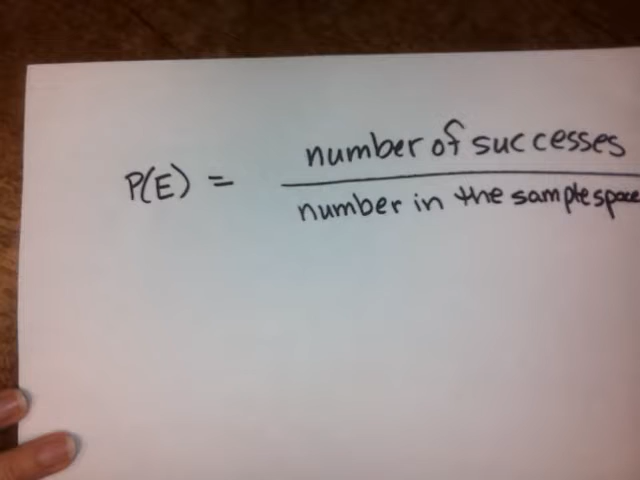 P(E) =
number of successes
number in the sample space